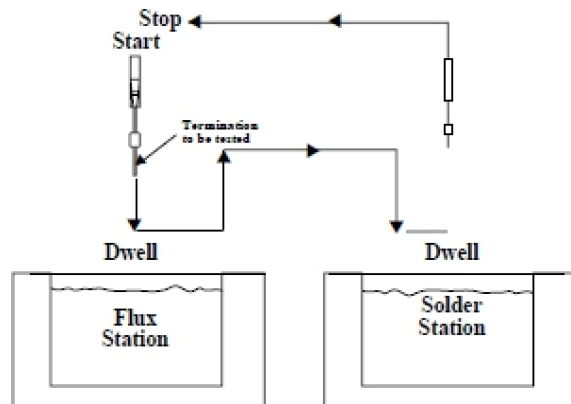 Stop
Start
Termination
to be tested
Dwell
Dwell
Flux
Station
Solder
Station